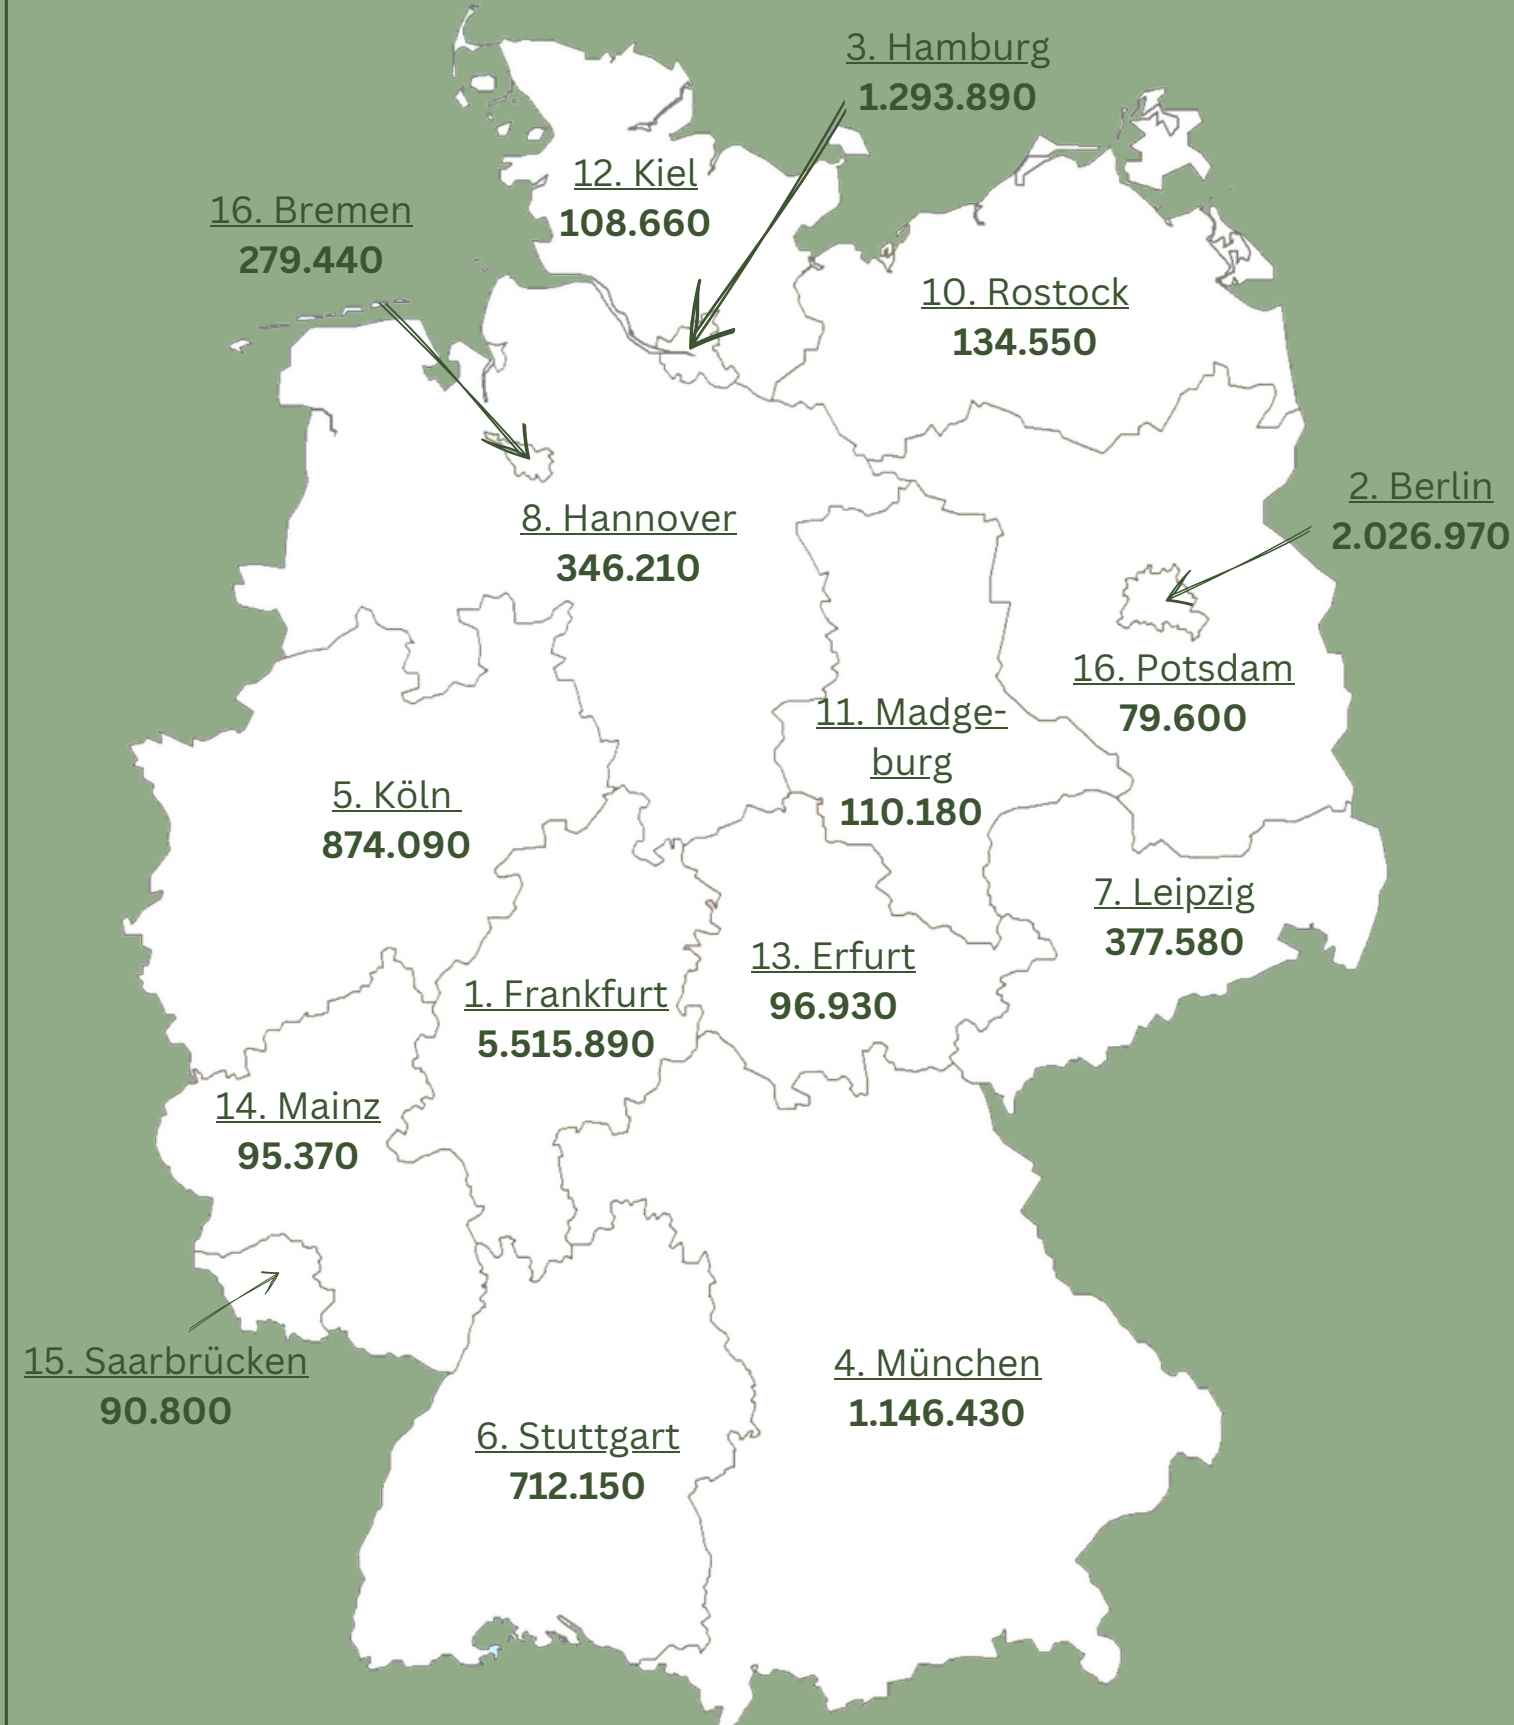 3. Hamburg
1.293.890
12. Kiel
108.660
16. Bremen
279.440
10. Rostock
134.550
2. Berlin
2.026.970
8. Hannover
346.210
16. Potsdam
79.600
11. Madge-
burg
110.180
5. Köln
874.090
7. Leipzig
377.580
13. Erfurt
96.930
1. Frankfurt
5.515.890
14. Mainz
95.370
15. Saarbrücken
90.800
4. München
1.146.430
6. Stuttgart
712.150